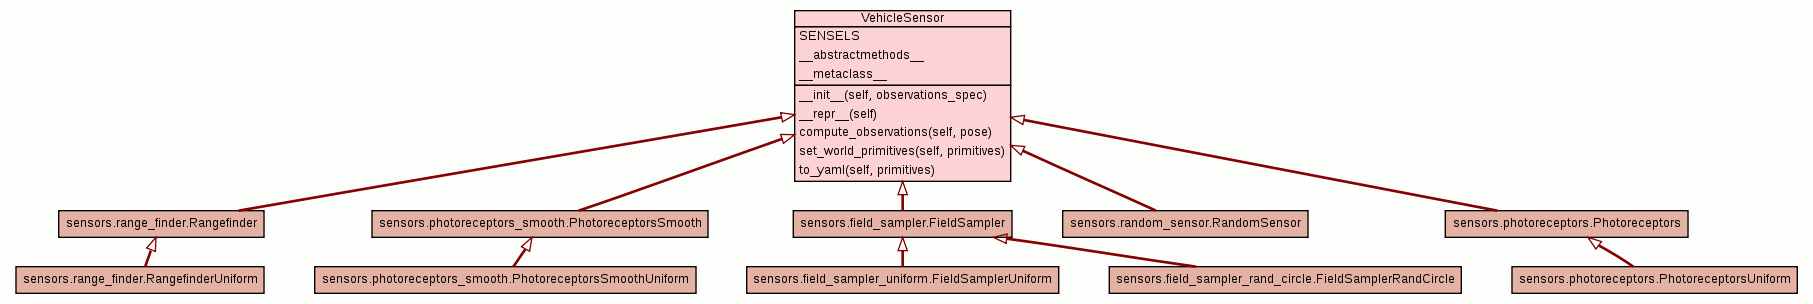 VehicleSensor
SENSELS
__abstractmethods__
__metaclass__
__init__(self, observations_spec)
__repr__(self)
compute_observations(self, pose)
set_world_primitives(self, primitives)
to_yaml(self, primitives)
sensors.range_finder.Rangefinder
sensors.photoreceptors_smooth.PhotoreceptorsSmooth
sensors.field_sampler.FieldSampler
sensors.random_sensor.RandomSensor
sensors.photoreceptors.Photoreceptors
sensors.range_finder.RangefinderUniform
sensors.photoreceptors_smooth.PhotoreceptorsSmoothUniform
sensors.field_sampler_uniform.FieldSamplerUniform
sensors.field_sampler_rand_circle.FieldSamplerRandCircle
sensors.photoreceptors.PhotoreceptorsUniform